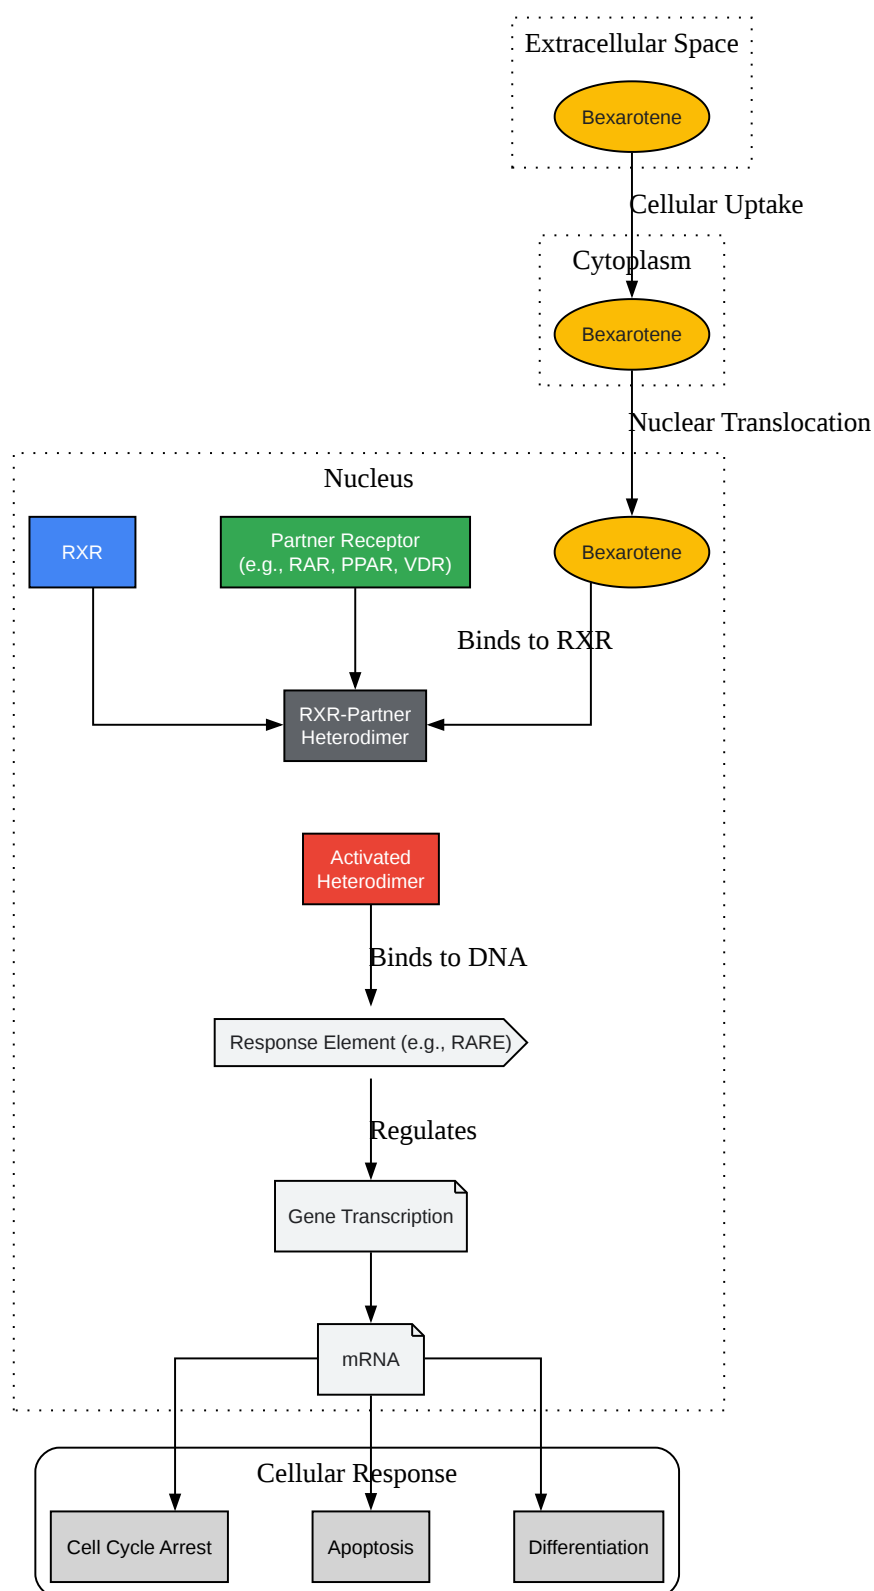 Extracellular Space
Bexarotene
Cellular Uptake
Cytoplasm
Bexarotene
Nuclear Translocation
Nucleus
RXR
Partner Receptor
(e.g., RAR, PPAR, VDR)
Bexarotene
Binds to RXR
RXR-Partner
Heterodimer
Activated
Heterodimer
Binds to DNA
Response Element (e.g., RARE)
Regulates
Gene Transcription
mRNA
Cellular Response
Cell Cycle Arrest
Apoptosis
Differentiation